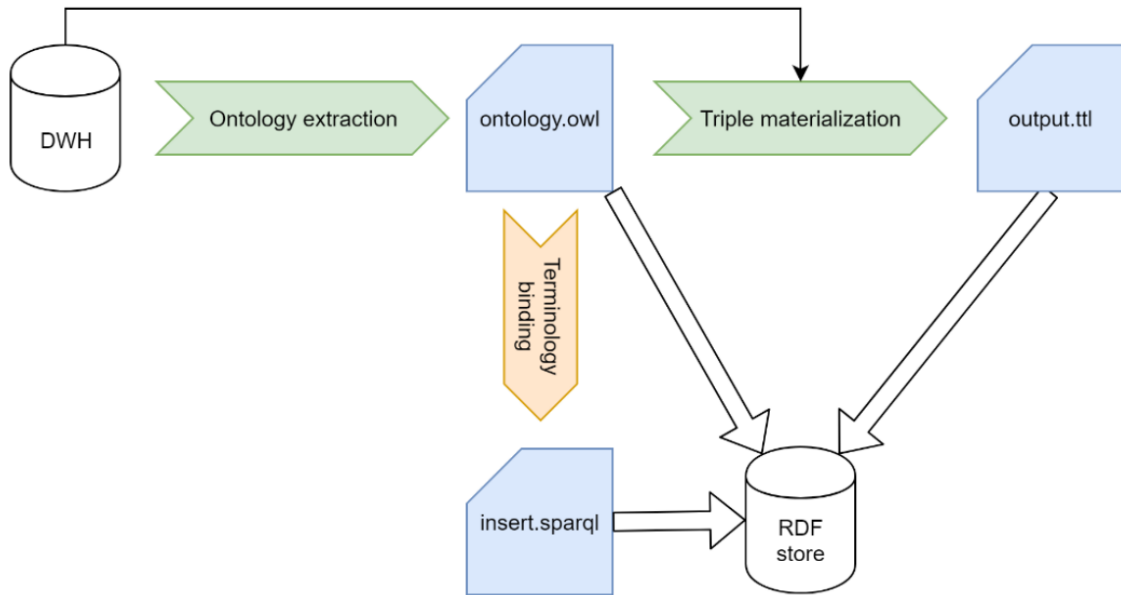 DWH
Ontology extraction
ontology.owl
Triple materialization
output.ttl
Terminology
binding
insert.sparql
RDF
store